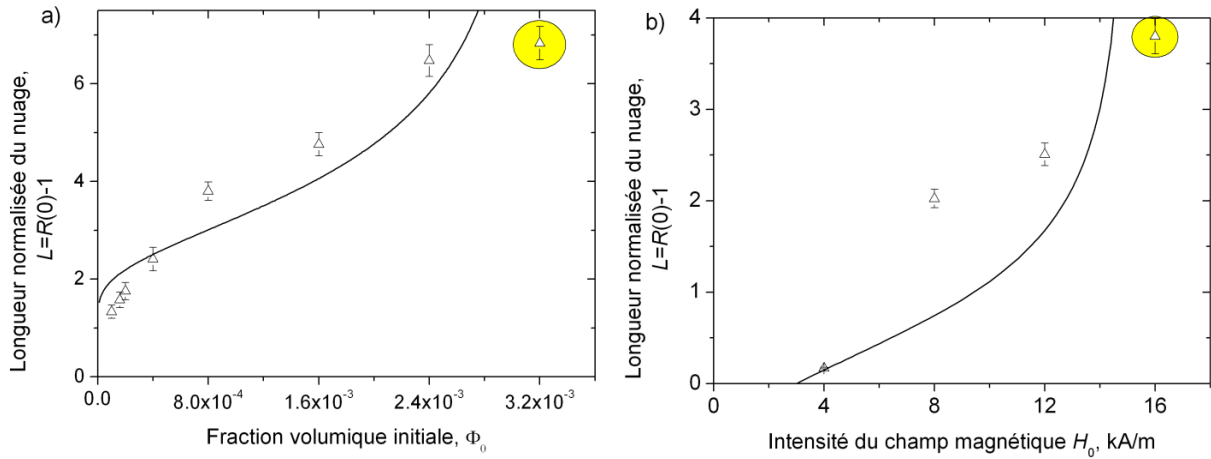 a)
6
4
2
0
0.0
8.0x10⁻⁴
1.6x10⁻³
2.4x10⁻³
3.2x10⁻³
Fraction volumique initiale, Φ₀
Longueur normalisée du nuage,
L=R(0)-1
b)
4
3
2
1
0
0
4
8
12
16
Intensité du champ magnétique H₀, kA/m
Longueur normalisée du nuage,
L=R(0)-1